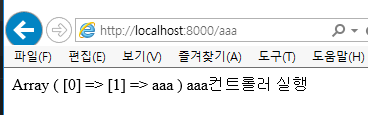 http://localhost:8000/aaa
파일(F) 편집(E) 보기(V) 즐겨찾기(A) 도구(T) 도움말(H)
Array ( [0] => [1] => aaa ) aaa컨트롤러 실행